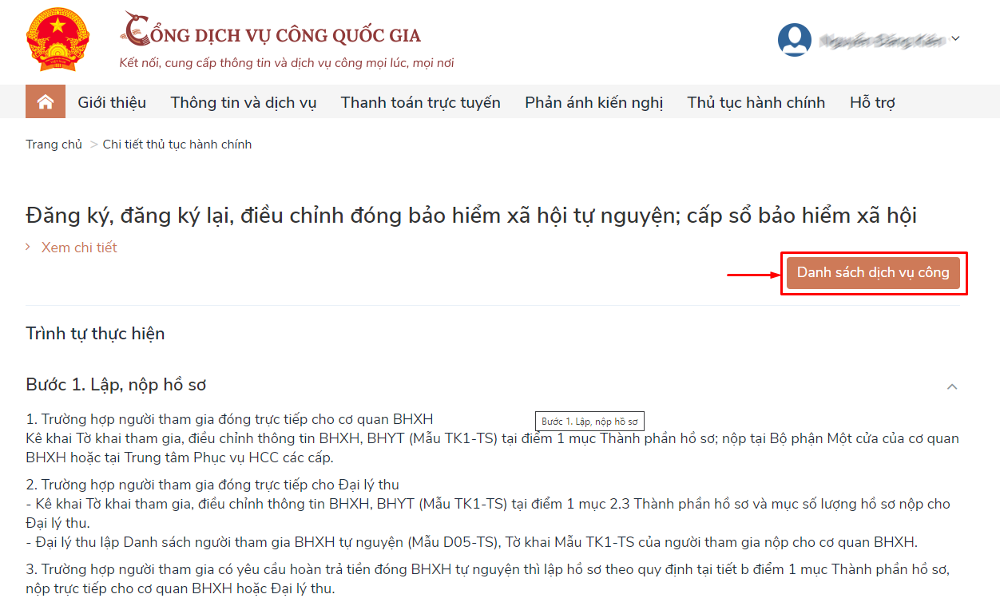 CỔNG DỊCH VỤ CÔNG QUỐC GIA
Kết nối, cung cấp thông tin và dịch vụ công mọi lúc, mọi nơi
Giới thiệu Thông tin và dịch vụ Thanh toán trực tuyến Phản ánh kiến nghị Thủ tục hành chính Hỗ trợ
Trang chủ > Chi tiết thủ tục hành chính
Đăng ký, đăng ký lại, điều chỉnh đóng bảo hiểm xã hội tự nguyện; cấp sổ bảo hiểm xã hội
Xem chi tiết
Danh sách dịch vụ công
Trình tự thực hiện
Bước 1. Lập, nộp hồ sơ
1. Trường hợp người tham gia đóng trực tiếp cho cơ quan BHXH
Bước 1. Lập, nộp hồ sơ
Kê khai Tờ khai tham gia, điều chỉnh thông tin BHXH, BHYT (Mẫu TK1-TS) tại điểm 1 mục Thành phần hồ sơ; nộp tại Bộ phận Một cửa của cơ quan
BHXH hoặc tại Trung tâm Phục vụ HCC các cấp.
2. Trường hợp người tham gia đóng trực tiếp cho Đại lý thu
- Kê khai Tờ khai tham gia, điều chỉnh thông tin BHXH, BHYT (Mẫu TK1-TS) tại điểm 1 mục 2.3 Thành phần hồ sơ và mục số lượng hồ sơ nộp cho
Đại lý thu.
- Đại lý thu lập Danh sách người tham gia BHXH tự nguyện (Mẫu D05-TS), Tờ khai Mẫu TK1-TS của người tham gia nộp cho cơ quan BHXH.
3. Trường hợp người tham gia có yêu cầu hoàn trả tiền đóng BHXH tự nguyện thì lập hồ sơ theo quy định tại tiết b điểm 1 mục Thành phần hồ sơ,
nộp trực tiếp cho cơ quan BHXH hoặc Đại lý thu.